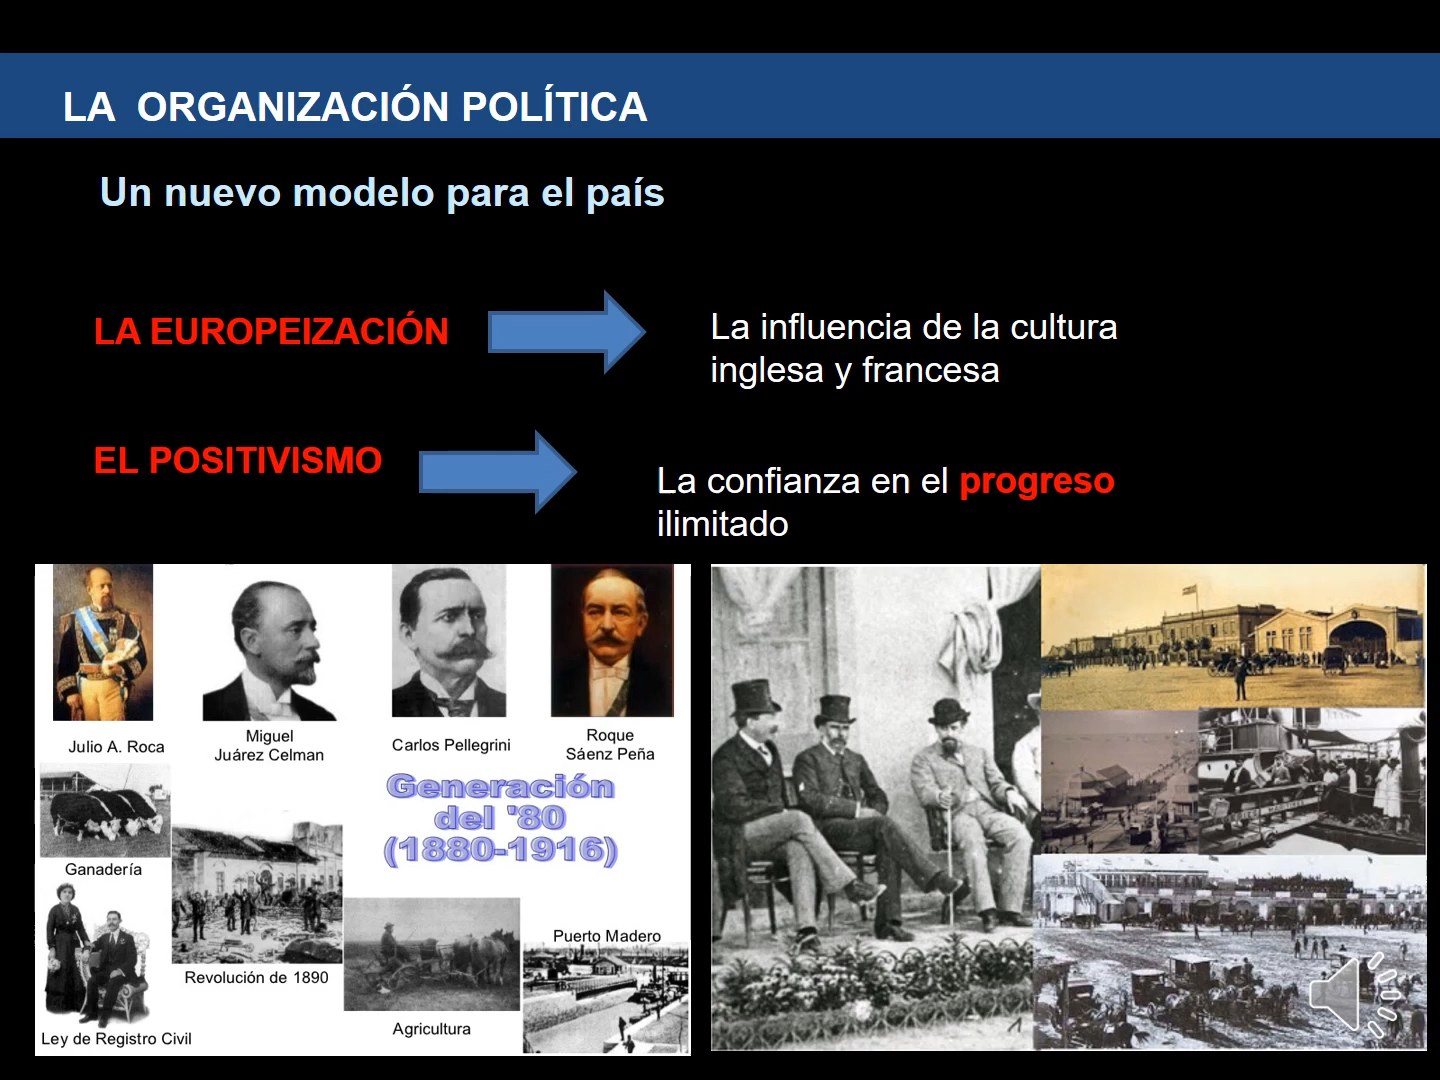 LA ORGANIZACIÓN POLÍTICA
Un nuevo modelo para el país
LA EUROPEIZACIÓN
La influencia de la cultura
inglesa y francesa
EL POSITIVISMO
La confianza en el progreso
ilimitado
Julio A. Roca
Miguel
Juárez Celman
Carlos Pellegrini
Roque
Sáenz Peña
Generación
del '80
(1880-1916)
Ganadería
Revolución de 1890
Puerto Madero
Agricultura
Ley de Registro Civil